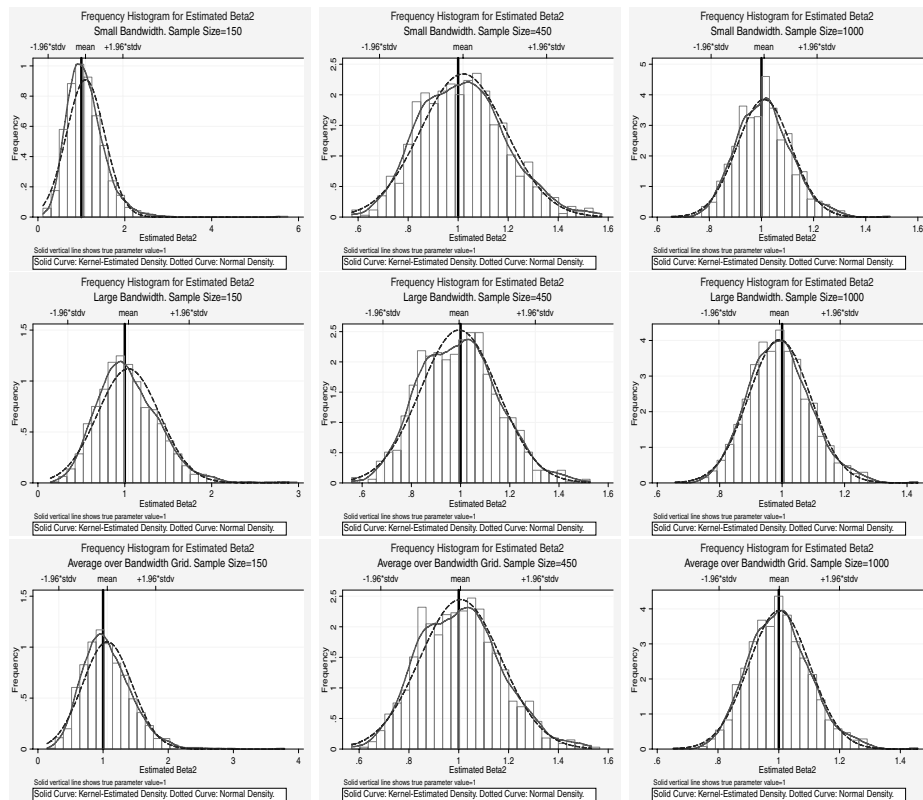 Frequency Histogram for Estimated Beta2
Small Bandwidth. Sample Size=150
-1.96*stdv mean +1.96*stdv
Frequency
0 .2 .4 .6 .8 1
0 2 4 6
Estimated Beta2
Solid vertical line shows true parameter value=1
Solid Curve: Kernel-Estimated Density. Dotted Curve: Normal Density.
Frequency Histogram for Estimated Beta2
Small Bandwidth. Sample Size=450
-1.96*stdv mean +1.96*stdv
Frequency
0 .5 1 1.5 2 2.5
.6 .8 1 1.2 1.4 1.6
Estimated Beta2
Solid vertical line shows true parameter value=1
Solid Curve: Kernel-Estimated Density. Dotted Curve: Normal Density.
Frequency Histogram for Estimated Beta2
Small Bandwidth. Sample Size=1000
-1.96*stdv mean +1.96*stdv
Frequency
0 1 2 3 4 5
.6 .8 1 1.2 1.4 1.6
Estimated Beta2
Solid vertical line shows true parameter value=1
Solid Curve: Kernel-Estimated Density. Dotted Curve: Normal Density.
Frequency Histogram for Estimated Beta2
Large Bandwidth. Sample Size=150
-1.96*stdv mean +1.96*stdv
Frequency
0 .5 1 1.5
0 1 2 3
Estimated Beta2
Solid vertical line shows true parameter value=1
Solid Curve: Kernel-Estimated Density. Dotted Curve: Normal Density.
Frequency Histogram for Estimated Beta2
Large Bandwidth. Sample Size=450
-1.96*stdv mean +1.96*stdv
Frequency
0 .5 1 1.5 2 2.5
.6 .8 1 1.2 1.4 1.6
Estimated Beta2
Solid vertical line shows true parameter value=1
Solid Curve: Kernel-Estimated Density. Dotted Curve: Normal Density.
Frequency Histogram for Estimated Beta2
Large Bandwidth. Sample Size=1000
-1.96*stdv mean +1.96*stdv
Frequency
0 1 2 3 4
.6 .8 1 1.2 1.4
Estimated Beta2
Solid vertical line shows true parameter value=1
Solid Curve: Kernel-Estimated Density. Dotted Curve: Normal Density.
Frequency Histogram for Estimated Beta2
Average over Bandwidth Grid. Sample Size=150
-1.96*stdv mean +1.96*stdv
Frequency
0 .5 1 1.5
0 1 2 3 4
Estimated Beta2
Solid vertical line shows true parameter value=1
Solid Curve: Kernel-Estimated Density. Dotted Curve: Normal Density.
Frequency Histogram for Estimated Beta2
Average over Bandwidth Grid. Sample Size=450
-1.96*stdv mean +1.96*stdv
Frequency
0 .5 1 1.5 2 2.5
.6 .8 1 1.2 1.4 1.6
Estimated Beta2
Solid vertical line shows true parameter value=1
Solid Curve: Kernel-Estimated Density. Dotted Curve: Normal Density.
Frequency Histogram for Estimated Beta2
Average over Bandwidth Grid. Sample Size=1000
-1.96*stdv mean +1.96*stdv
Frequency
0 1 2 3 4
.6 .8 1 1.2 1.4 1.6
Estimated Beta2
Solid vertical line shows true parameter value=1
Solid Curve: Kernel-Estimated Density. Dotted Curve: Normal Density.